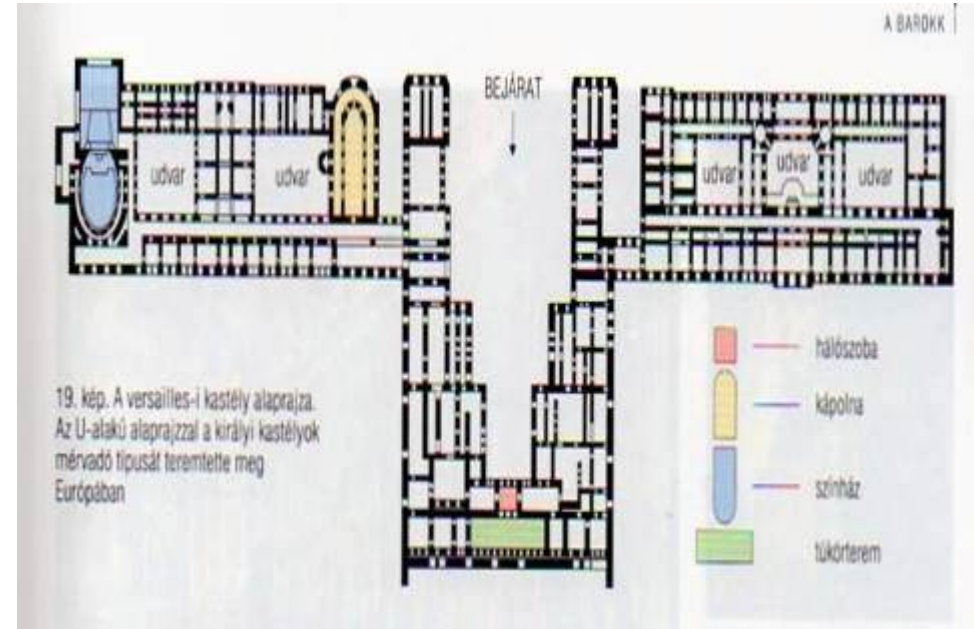 A BAROKK
BEJÁRAT
udvar
udvar
udvar
udvar
udvar
19. kép. A versailles-i kastély alaprajza.
Az U-alakú alaprajzzal a királyi kastélyok
mérvadó típusát teremtette meg
Európában
hálószoba
kápolna
színház
tükörterem